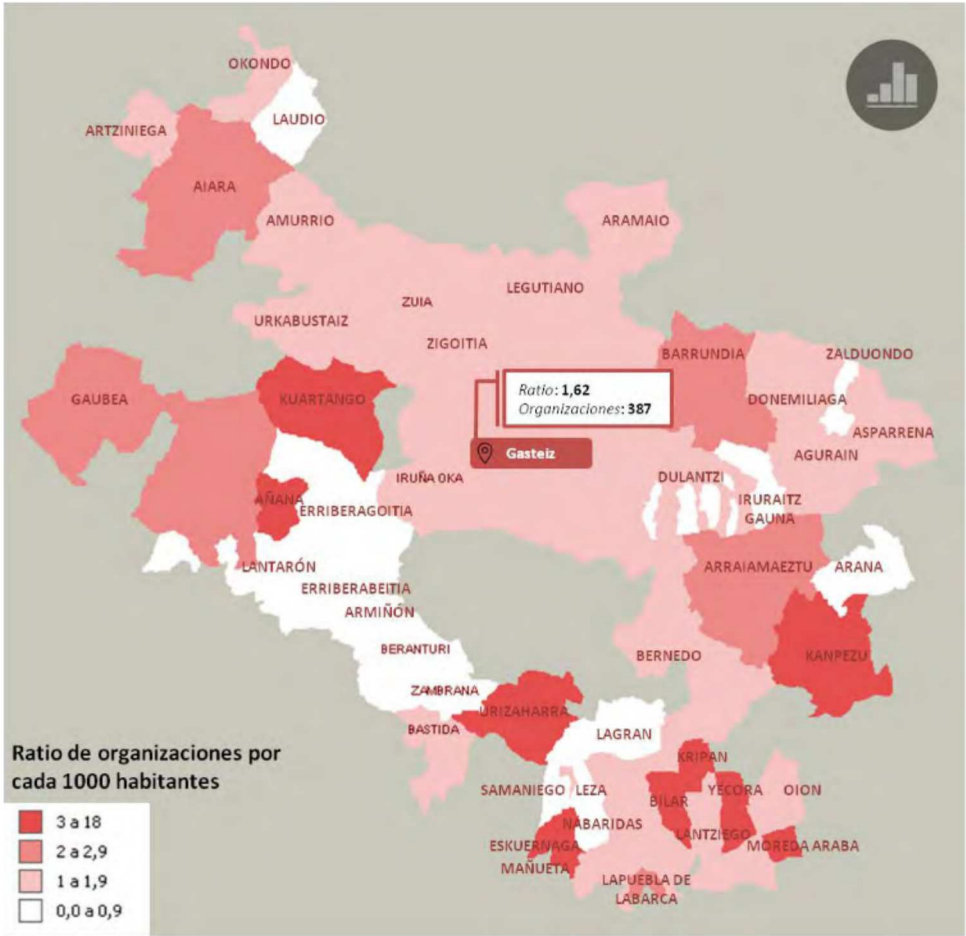 OKONDO
LAUDIO
ARTZINIEGA
AIARA
AMURRIO
ARAMAIO
LEGUTIANO
ZUIA
URKABUSTAIZ
ZIGOITIA
BARRUNDIA
ZALDUONDO
Ratio: 1,62
Organizaciones: 387
GAUBEA
KUARTANGO
DONEMILIAGA
ASPARRENA
Gasteiz
AGURAIN
IRUÑA OKA
DULANTZI
AÑANA
ERRIBERAGOITIA
IRURAITZ
GAUNA
LANTARÓN
ARRAIAMAEZTU
ARANA
ERRIBERABEITIA
ARMIÑÓN
BERANTURI
BERNEDO
KANPEZU
ZAMBRANA
URIZAHARRA
BASTIDA
LAGRAN
KRIPAN
SAMANIEGO
LEZA
BILAR
YÉCORA
OION
NABARIDAS
LANTZIEGO
ESKUERNAGA
MOREDA ARABA
MAÑUETA
LAPUEBLA DE
LABARCA
Ratio de organizaciones por
cada 1000 habitantes
3 a 18
2 a 2,9
1 a 1,9
0,0 a 0,9